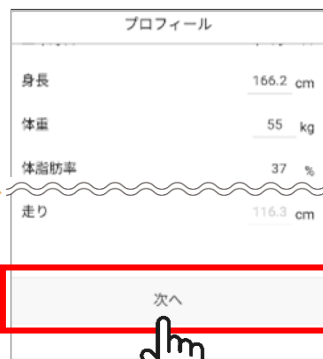 プロフィール
身長 166.2 cm
体重 55 kg
体脂肪率 37 %
走り 116.3 cm
次へ